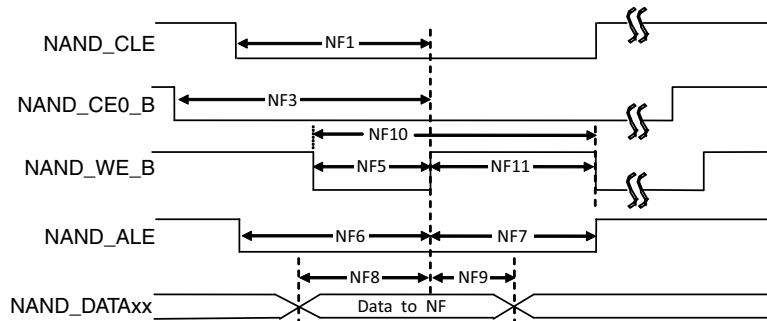 NAND_CLE
NF1
NAND_CE0_B
NF3
NF10
NAND_WE_B
NF5
NF11
NAND_ALE
NF6
NF7
NF8
NF9
NAND_DATAxx
Data to NF